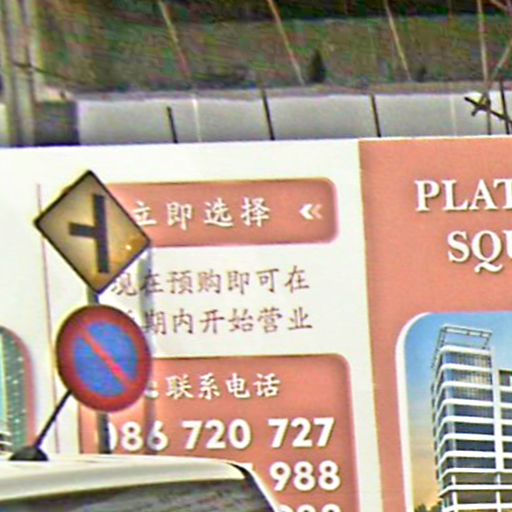 立即选择 «
现在预购即可在
期内开始营业
联系电话
086 720 727
988
PLAT
SQU